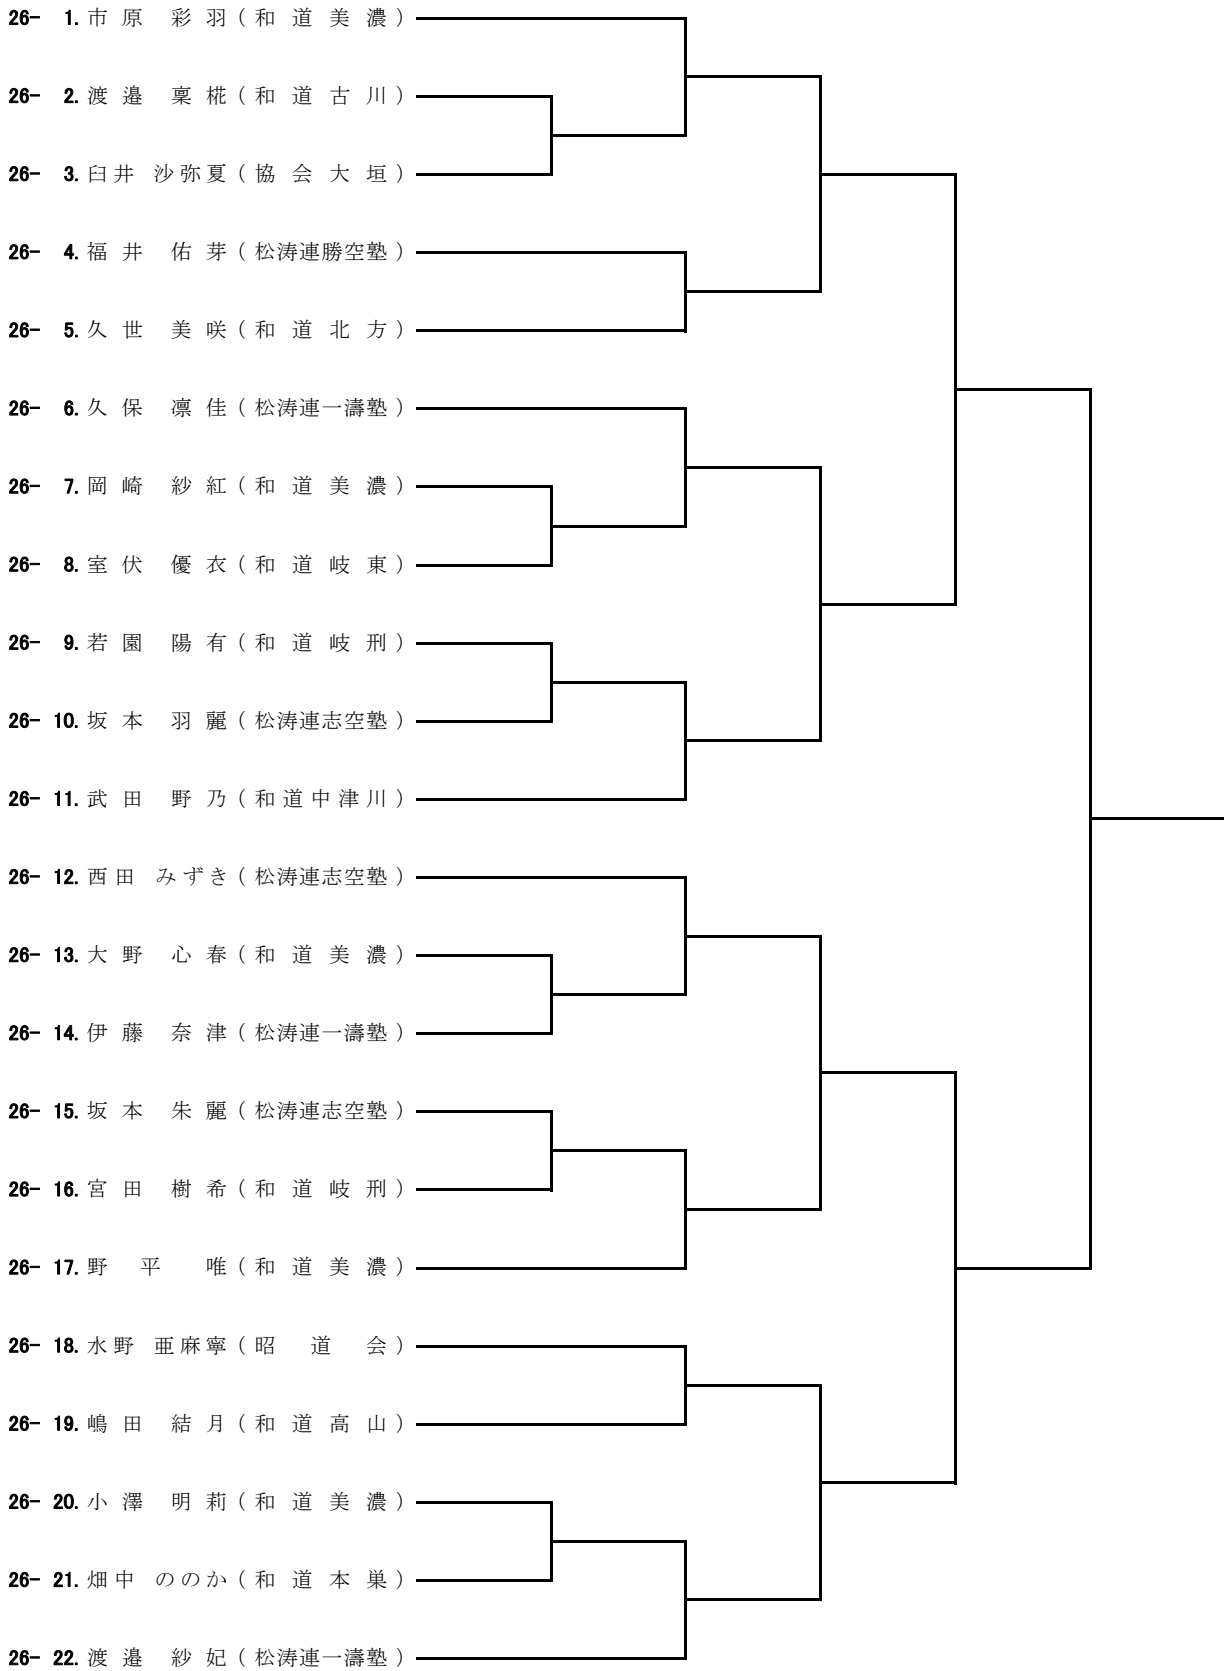 26- 1. 市原 彩羽(和道美濃)
26- 2. 渡邉 稟椛(和道古川)
26- 3. 臼井 沙弥夏(協会大垣)
26- 4. 福井 佑芽(松涛連勝空塾)
26- 5. 久世 美咲(和道北方)
26- 6. 久保 凛佳(松涛連一濤塾)
26- 7. 岡崎 紗紅(和道美濃)
26- 8. 室伏 優衣(和道岐東)
26- 9. 若園 陽有(和道岐刑)
26- 10. 坂本 羽麗(松涛連志空塾)
26- 11. 武田 野乃(和道中津川)
26- 12. 西田 みずき(松涛連志空塾)
26- 13. 大野 心春(和道美濃)
26- 14. 伊藤 奈津(松涛連一濤塾)
26- 15. 坂本 朱麗(松涛連志空塾)
26- 16. 宮田 樹希(和道岐刑)
26- 17. 野平 唯(和道美濃)
26- 18. 水野 亜麻寧(昭道会)
26- 19. 嶋田 結月(和道高山)
26- 20. 小澤 明莉(和道美濃)
26- 21. 畑中 ののか(和道本巣)
26- 22. 渡邉 紗妃(松涛連一濤塾)